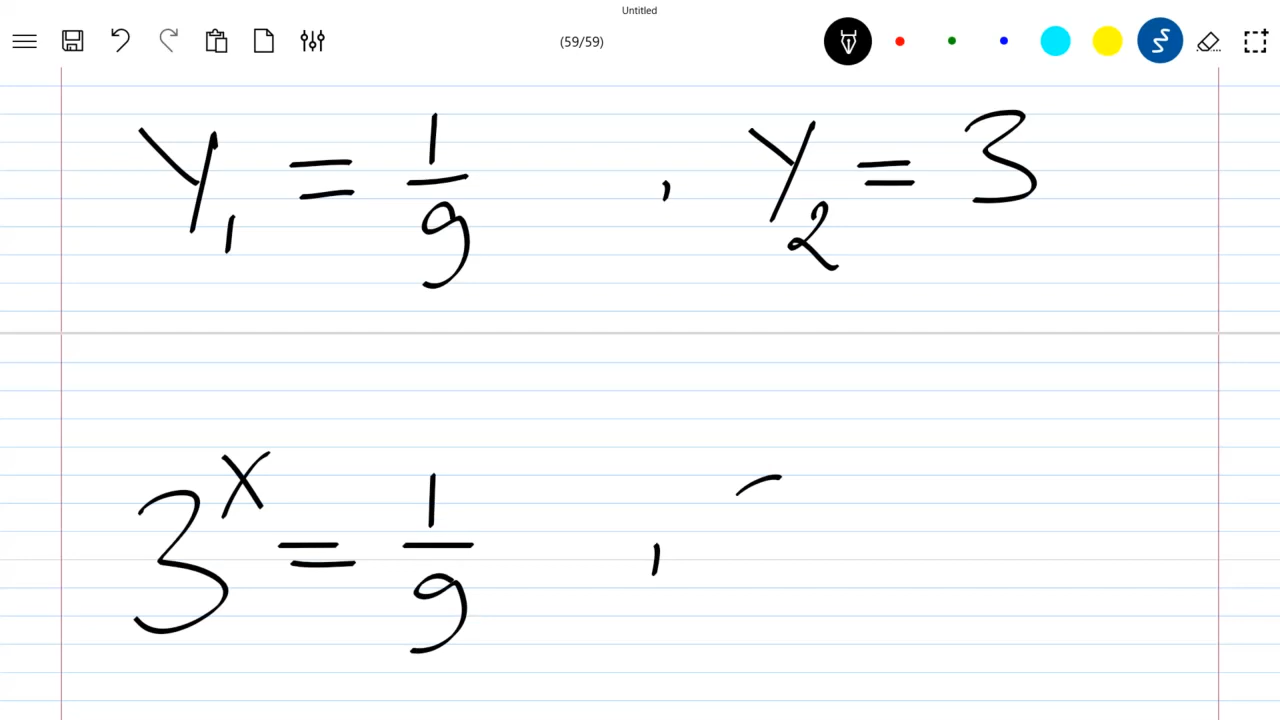 Untitled
(59/59)
y₁ = 1/9 , y₂ = 3
3ˣ = 1/9 ,